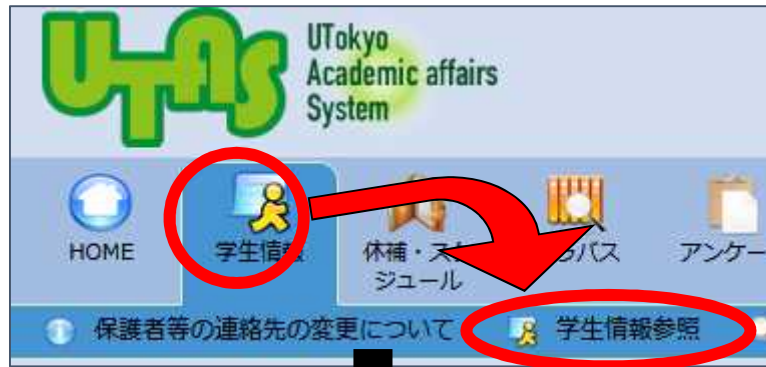 UTAS
UTokyo
Academic affairs
System
HOME
学生情報
休補・ス
ジュール
バス
アンケー
保護者等の連絡先の変更について
学生情報参照